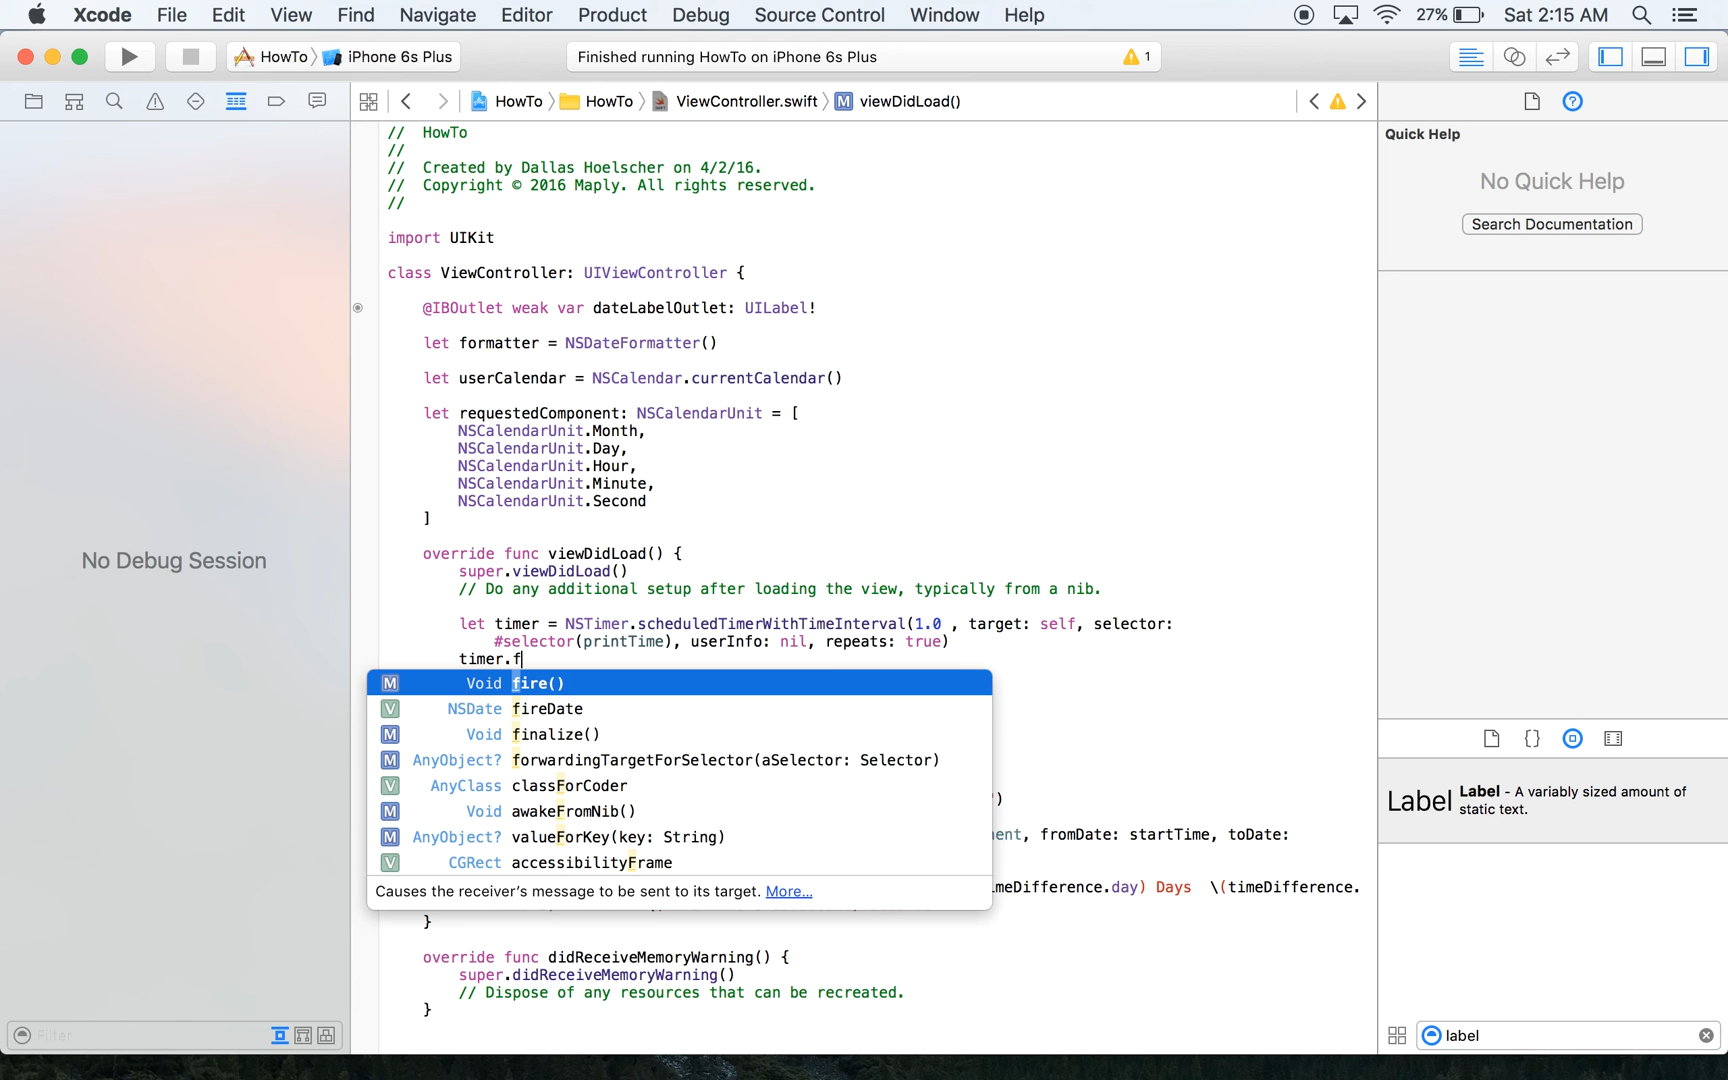 Xcode File Edit View Find Navigate Editor Product Debug Source Control Window Help 27% Sat 2:15 AM
HowTo iPhone 6s Plus Finished running HowTo on iPhone 6s Plus 1
HowTo HowTo ViewController.swift M viewDidLoad()
No Debug Session
Filter
// HowTo
//
// Created by Dallas Hoelscher on 4/2/16.
// Copyright © 2016 Maply. All rights reserved.
//
import UIKit
class ViewController: UIViewController {
@IBOutlet weak var dateLabelOutlet: UILabel!
let formatter = NSDateFormatter()
let userCalendar = NSCalendar.currentCalendar()
let requestedComponent: NSCalendarUnit = [
NSCalendarUnit.Month,
NSCalendarUnit.Day,
NSCalendarUnit.Hour,
NSCalendarUnit.Minute,
NSCalendarUnit.Second
]
override func viewDidLoad() {
super.viewDidLoad()
// Do any additional setup after loading the view, typically from a nib.
let timer = NSTimer.scheduledTimerWithTimeInterval(1.0 , target: self, selector:
#selector(printTime), userInfo: nil, repeats: true)
timer.f
M Void fire()
V NSDate fireDate
M Void finalize()
M AnyObject? forwardingTargetForSelector(aSelector: Selector)
V AnyClass classForCoder
M Void awakeFromNib()
M AnyObject? valueForKey(key: String)
V CGRect accessibilityFrame
Causes the receiver's message to be sent to its target. More...
")
ent, fromDate: startTime, toDate:
meDifference.day) Days \(timeDifference.
}
override func didReceiveMemoryWarning() {
super.didReceiveMemoryWarning()
// Dispose of any resources that can be recreated.
}
Quick Help
No Quick Help
Search Documentation
{}
Label Label - A variably sized amount of
static text.
label